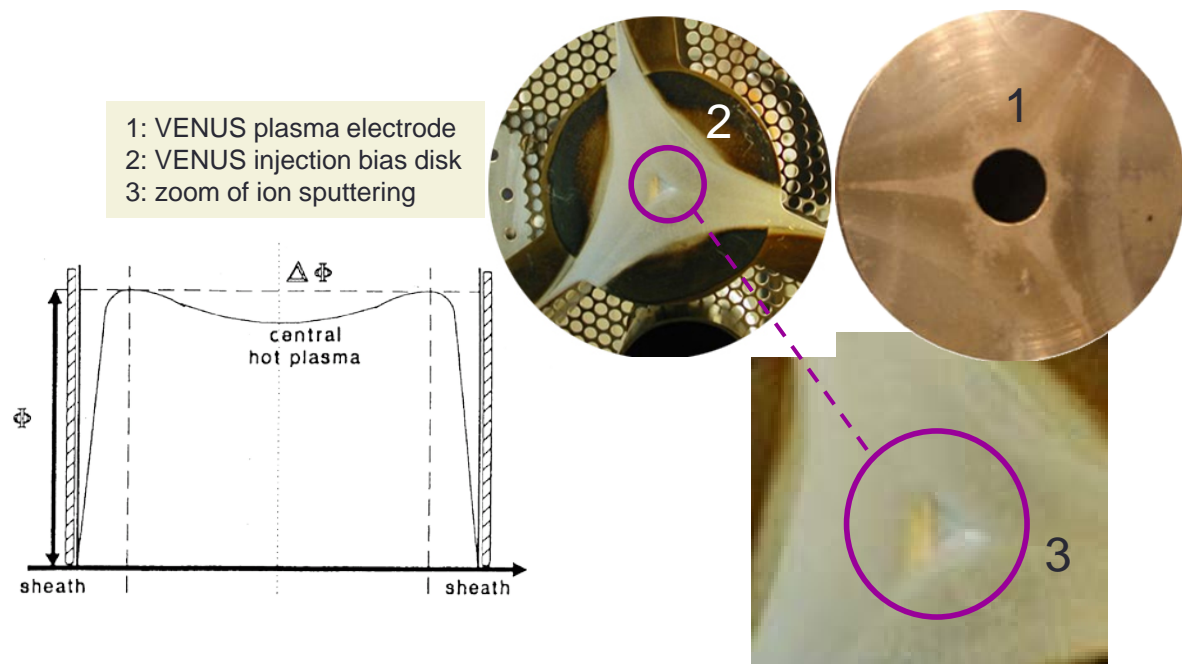 1: VENUS plasma electrode
2: VENUS injection bias disk
3: zoom of ion sputtering
2
1
3
Δ Φ
central
hot plasma
Φ
sheath
sheath